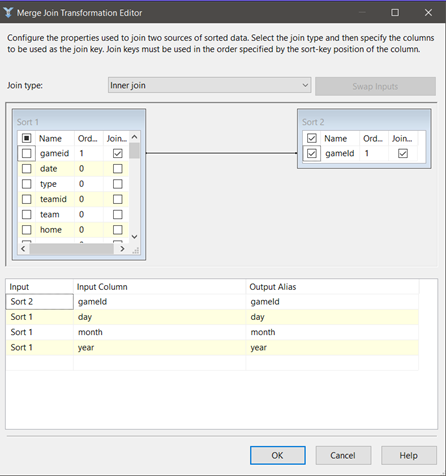 Merge Join Transformation Editor
Configure the properties used to join two sources of sorted data. Select the join type and then specify the columns
to be used as the join key. Join keys must be used in the order specified by the sort-key position of the column.
Join type: Inner join Swap Inputs
Sort 1
Name Ord... Join...
gameid 1
date 0
type 0
teamid 0
team 0
home 0
Sort 2
Name Ord... Join...
gameId 1
Input Input Column Output Alias
Sort 2 gameId gameId
Sort 1 day day
Sort 1 month month
Sort 1 year year
OK Cancel Help